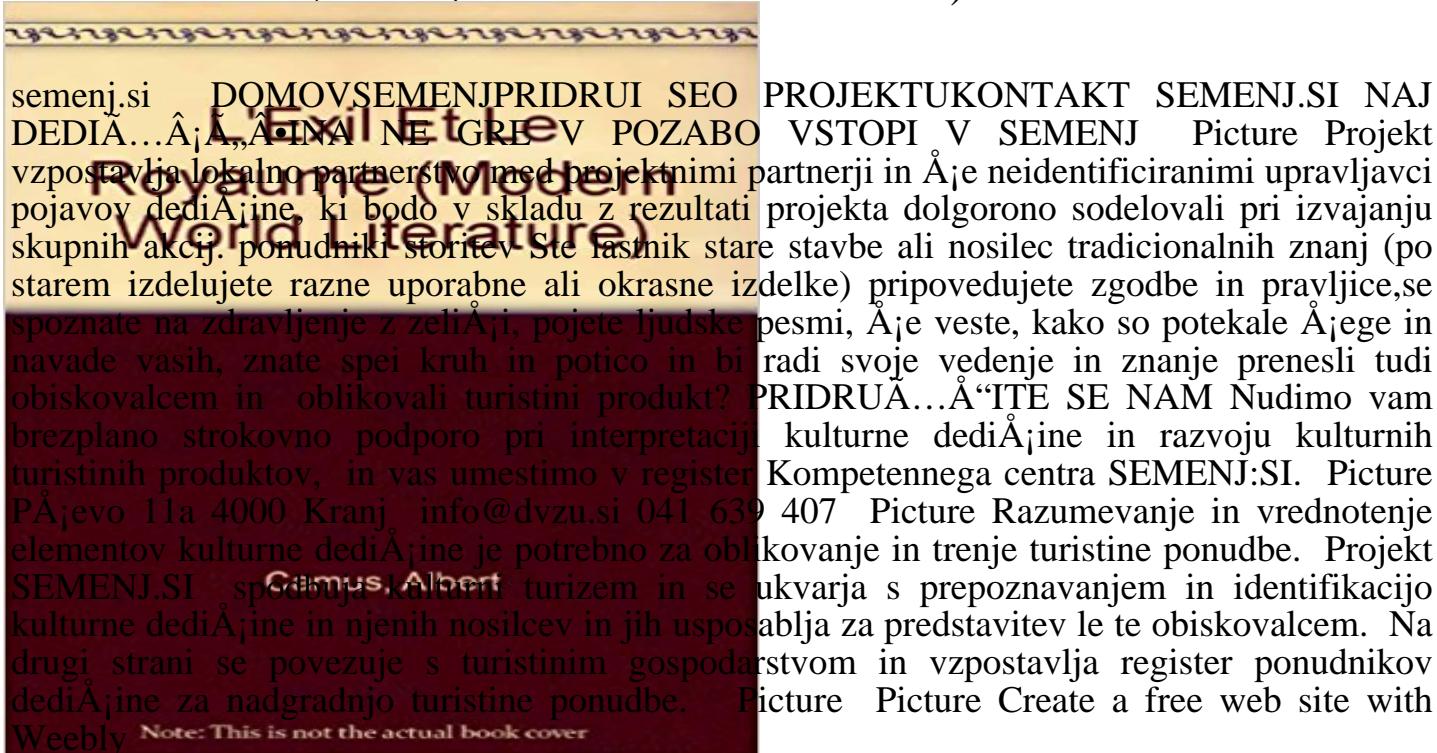 semenj.si DOMOVSEMENJPRIDRUI SEO PROJEKTUKONTAKT SEMENJ.SI NAJ
DEDIÃ…Â¡Ã„Â•INA NE GRE V POZABO VSTOPI V SEMENJ Picture Projekt
vzpostavlja lokalno partnerstvo med projektnimi partnerji in Å¡e neidentificiranimi upravljavci
pojavov dediÅ¡ine, ki bodo v skladu z rezultati projekta dolgorono sodelovali pri izvajanju
skupnih akcij. ponudniki storitev Ste lastnik stare stavbe ali nosilec tradicionalnih znanj (po
starem izdelujete razne uporabne ali okrasne izdelke) pripovedujete zgodbe in pravljice,se
spoznate na zdravljenje z zeliÅ¡i, pojete ljudske pesmi, Å¡e veste, kako so potekale Å¡ege in
navade vasih, znate spei kruh in potico in bi radi svoje vedenje in znanje prenesli tudi
obiskovalcem in oblikovali turistini produkt? PRIDRUÃ…Å“ITE SE NAM Nudimo vam
brezplano strokovno podporo pri interpretaciji kulturne dediÅ¡ine in razvoju kulturnih
turistinih produktov, in vas umestimo v register Kompetennega centra SEMENJ:SI. Picture
PÅ¡evo 11a 4000 Kranj info@dvzu.si 041 639 407 Picture Razumevanje in vrednotenje
elementov kulturne dediÅ¡ine je potrebno za oblikovanje in trenje turistine ponudbe. Projekt
SEMENJ.SI spodbuja kulturni turizem in se ukvarja s prepoznavanjem in identifikacijo
kulturne dediÅ¡ine in njenih nosilcev in jih usposablja za predstavitev le te obiskovalcem. Na
drugi strani se povezuje s turistinim gospodarstvom in vzpostavlja register ponudnikov
dediÅ¡ine za nadgradnjo turistine ponudbe. Picture Picture Create a free web site with
Weebly
L'Exil Et Le
Royaume (Modern
World Literature)
Camus, Albert
Note: This is not the actual book cover